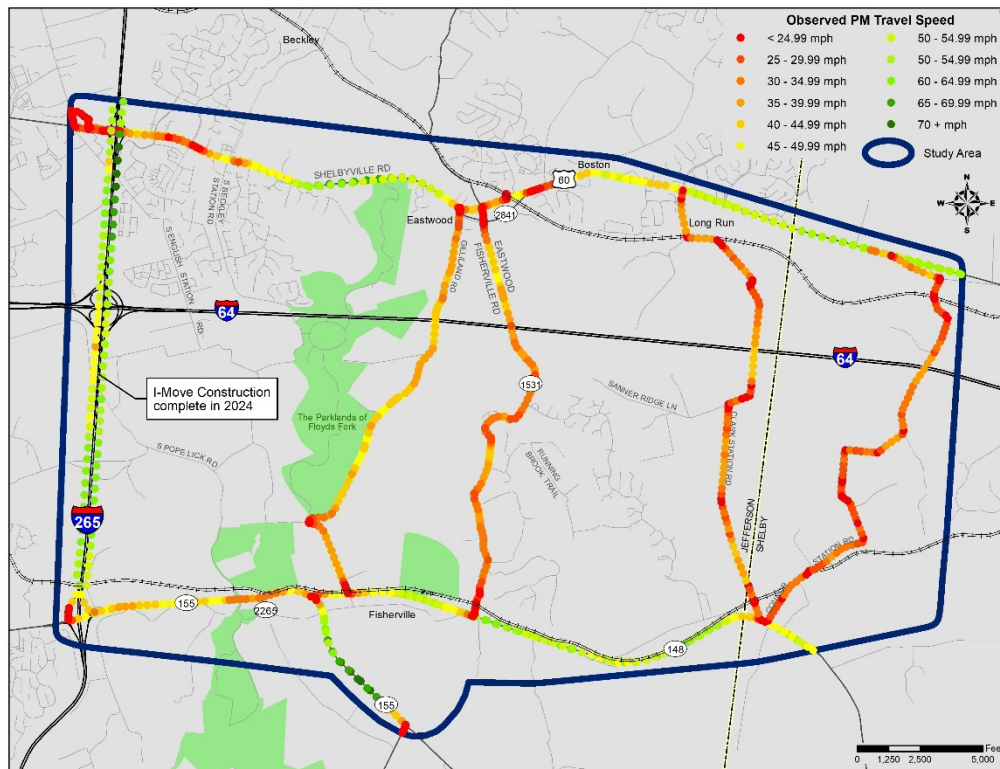 Observed PM Travel Speed
< 24.99 mph
25 - 29.99 mph
30 - 34.99 mph
35 - 39.99 mph
40 - 44.99 mph
45 - 49.99 mph
50 - 54.99 mph
50 - 54.99 mph
60 - 64.99 mph
65 - 69.99 mph
70 + mph
Study Area
N
W
E
S
Beckley
SHELBYVILLE RD
Boston
60
2841
Eastwood
Long Run
S BECKLEY
STATION RD
S ENGLISH STATION
RD
GILLILAND RD
EASTWOOD
FISHERVILLE RD
64
64
I-Move Construction
complete in 2024
1531
SANNER RIDGE LN
The Parklands of
Floyds Fork
CLARK STATION RD
S POPE LICK RD
RUNNING
BROOK TRAIL
265
JEFFERSON
SHELBY
STATION RD
155
2265
Fisherville
148
155
Feet
0 1,250 2,500 5,000